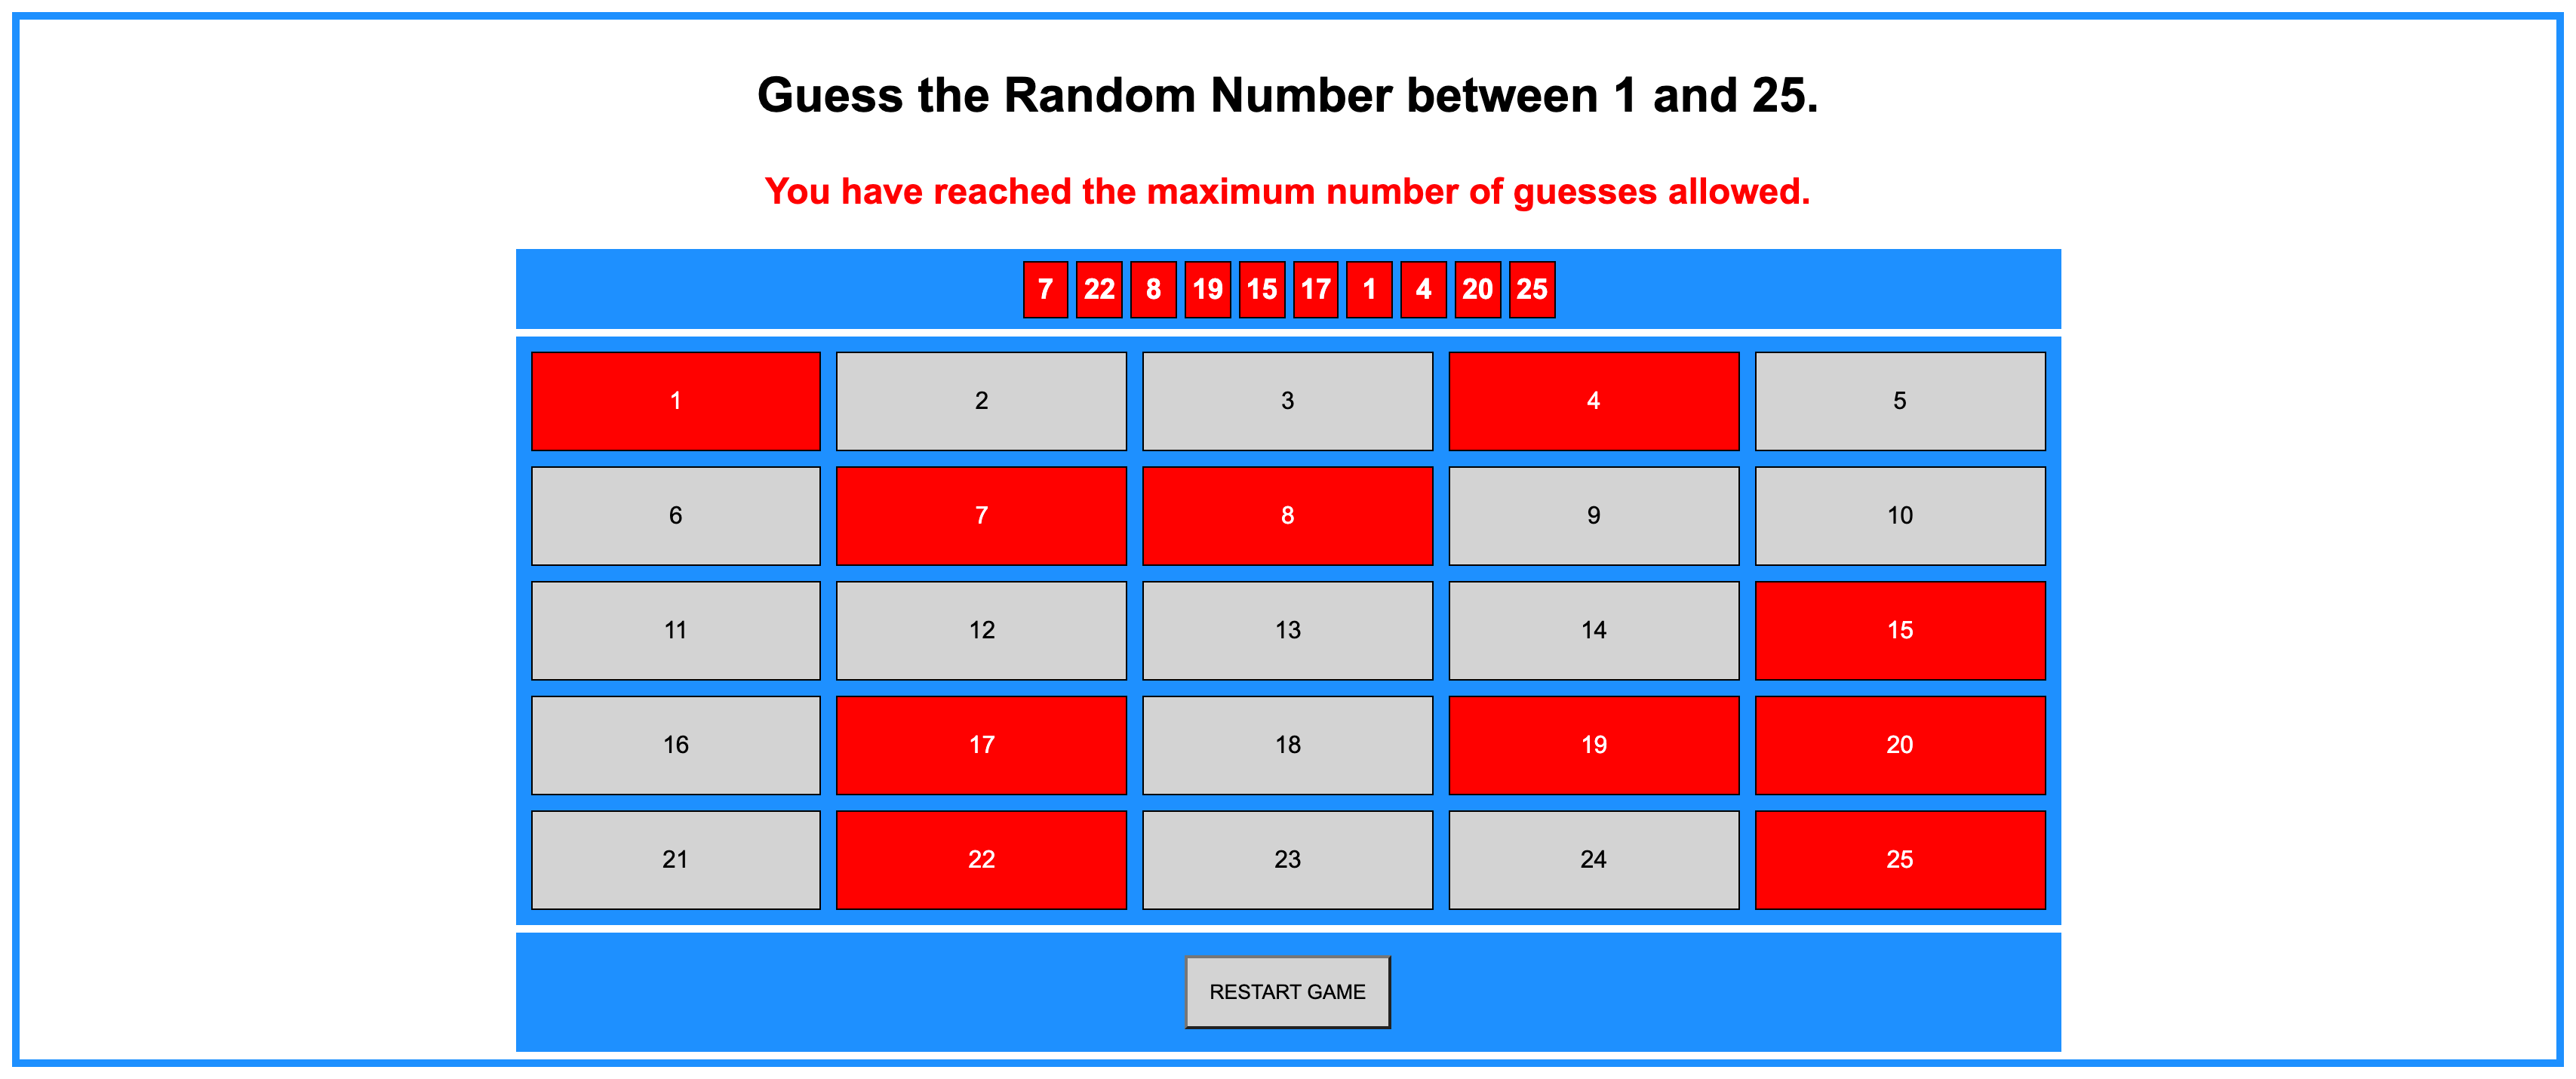 Guess the Random Number between 1 and 25.
You have reached the maximum number of guesses allowed.
7 22 8 19 15 17 1 4 20 25
1 2 3 4 5
6 7 8 9 10
11 12 13 14 15
16 17 18 19 20
21 22 23 24 25
RESTART GAME